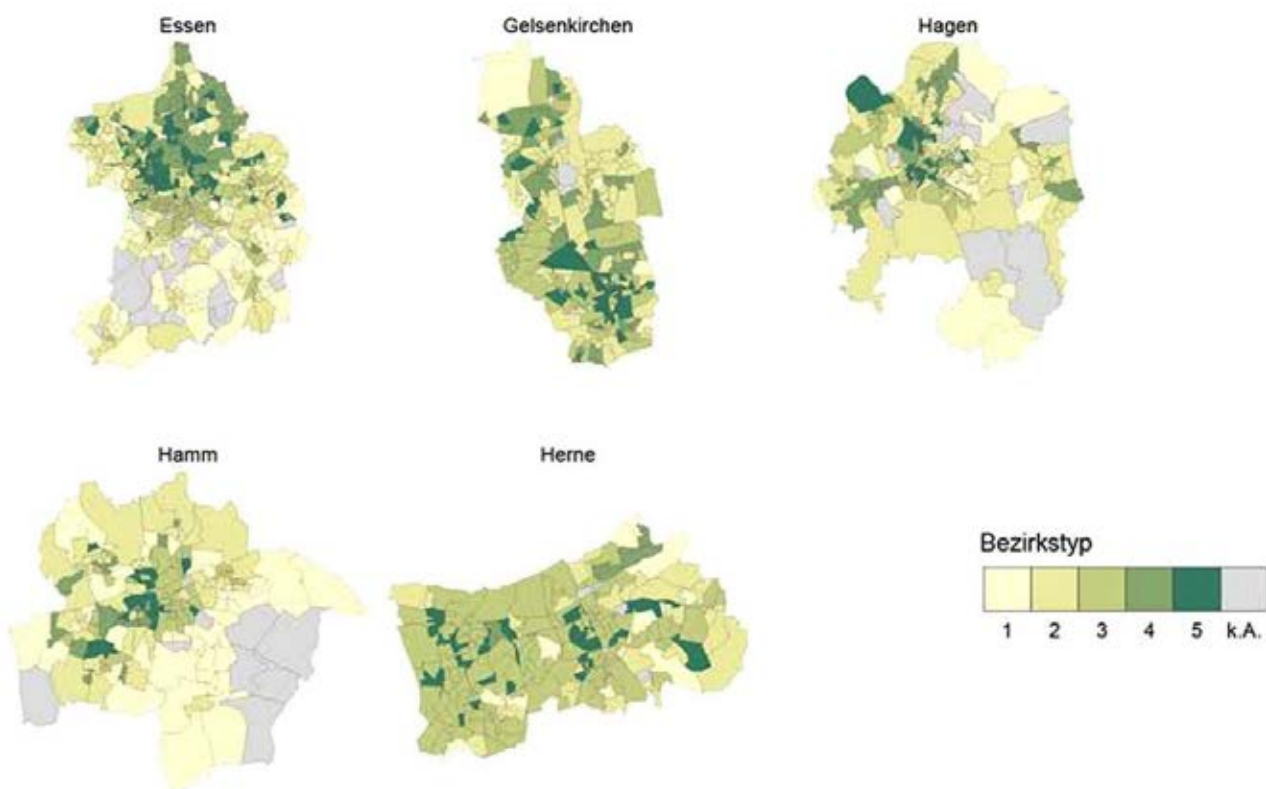 Essen
Gelsenkirchen
Hagen
Hamm
Herne
Bezirkstyp
1 2 3 4 5 k.A.